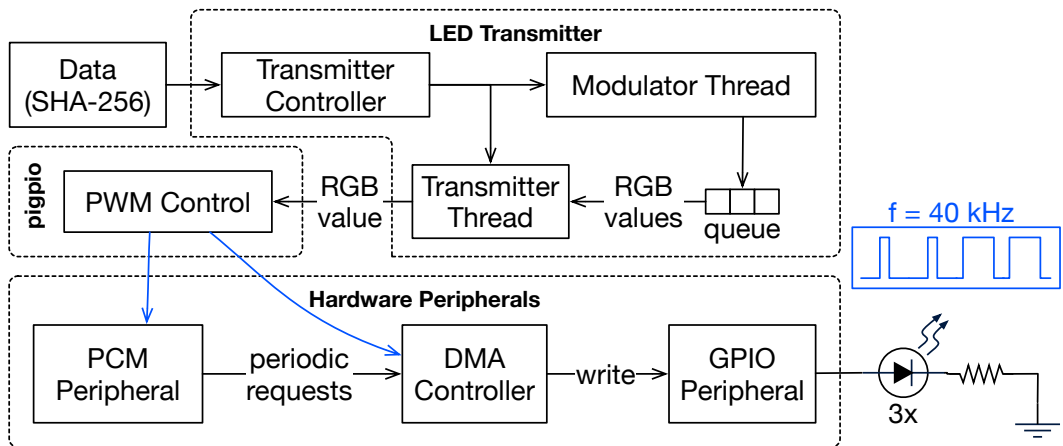 LED Transmitter
Data
(SHA-256)
Transmitter
Controller
Modulator Thread
pigpio
PWM Control
RGB
value
Transmitter
Thread
RGB
values
queue
f = 40 kHz
Hardware Peripherals
PCM
Peripheral
periodic
requests
DMA
Controller
write
GPIO
Peripheral
3x